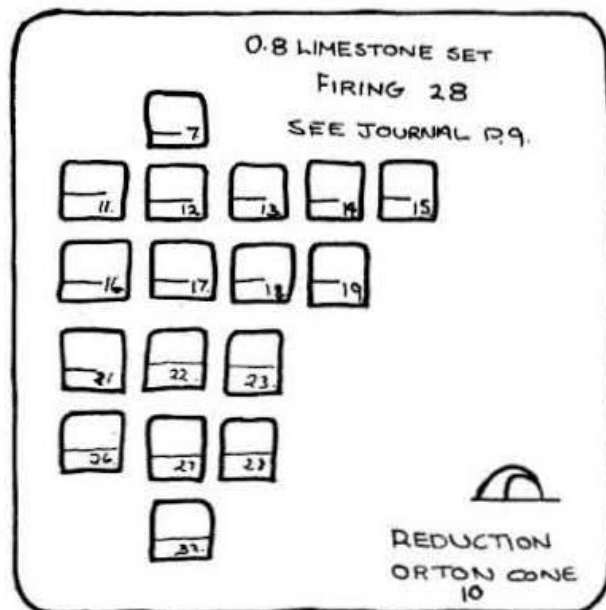 0.8 LIMESTONE SET
FIRING 28
SEE JOURNAL P.9.
7
11. 12. 13. 14 15.
16 17. 18. 19
21 22. 23.
26 27 28
32.
REDUCTION
ORTON CONE
10